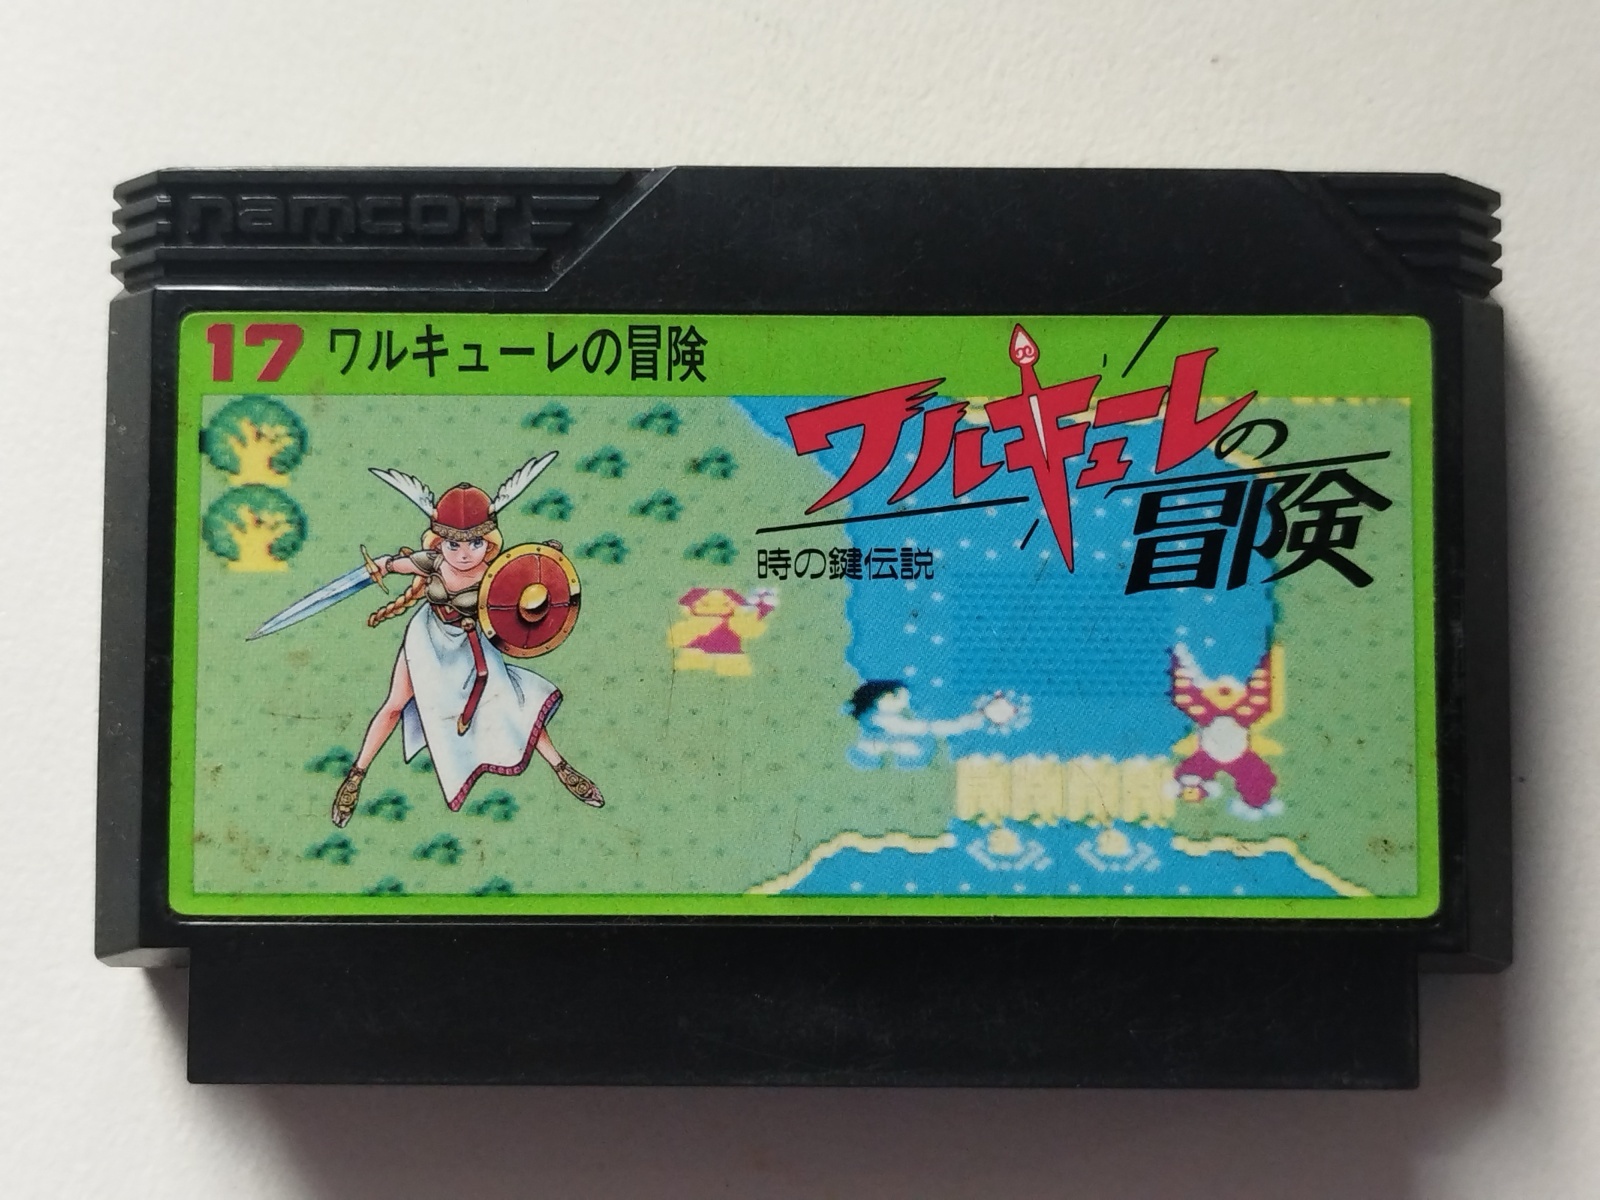 namcot
17 ワルキューレの冒険
ワルキューレの
冒険
時の鍵伝説